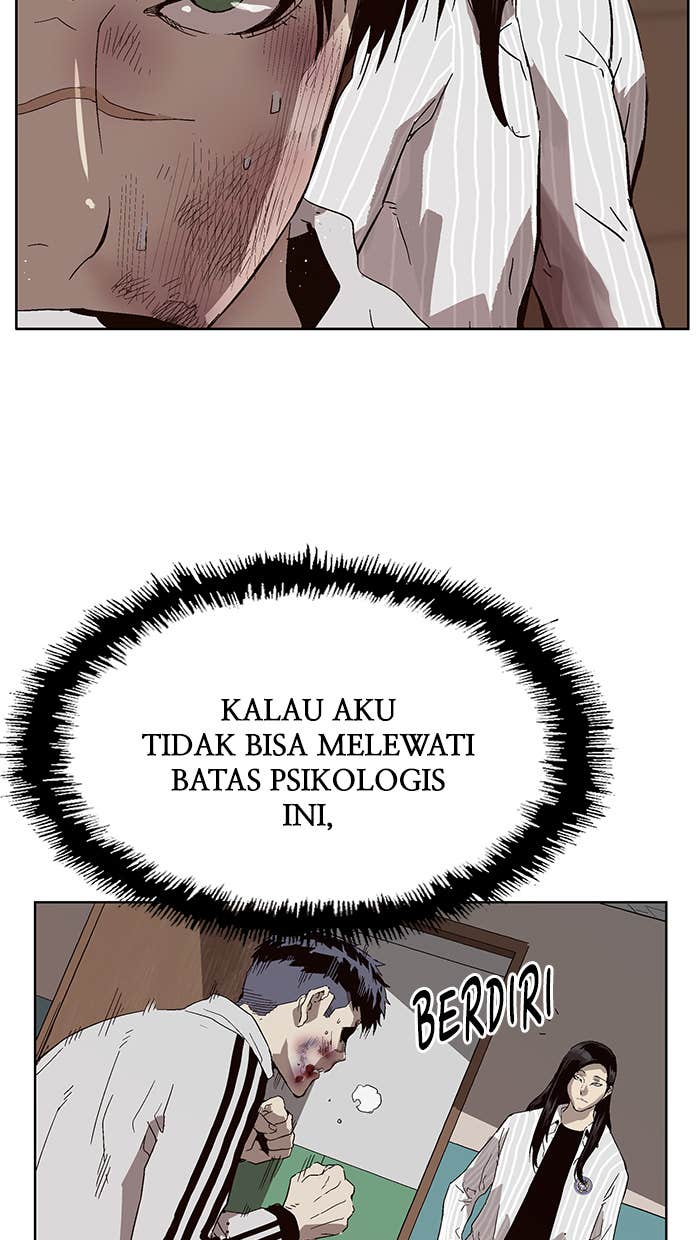 KALAU AKU
TIDAK BISA MELEWATI
BATAS PSIKOLOGIS
INI,
BERDIRI